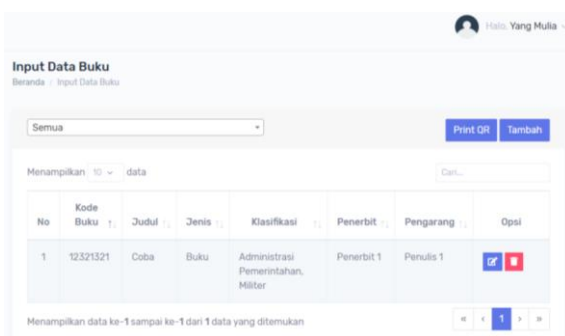 Halo, Yang Mulia
Input Data Buku
Beranda / Input Data Buku
Semua
Print QR Tambah
Menampilkan 10 data
Cari...
No Kode Buku Judul Jenis Klasifikasi Penerbit Pengarang Opsi
1 12321321 Coba Buku Administrasi Pemerintahan, Militer Penerbit 1 Penulis 1
Menampilkan data ke-1 sampai ke-1 dari 1 data yang ditemukan
« ‹ 1 › »